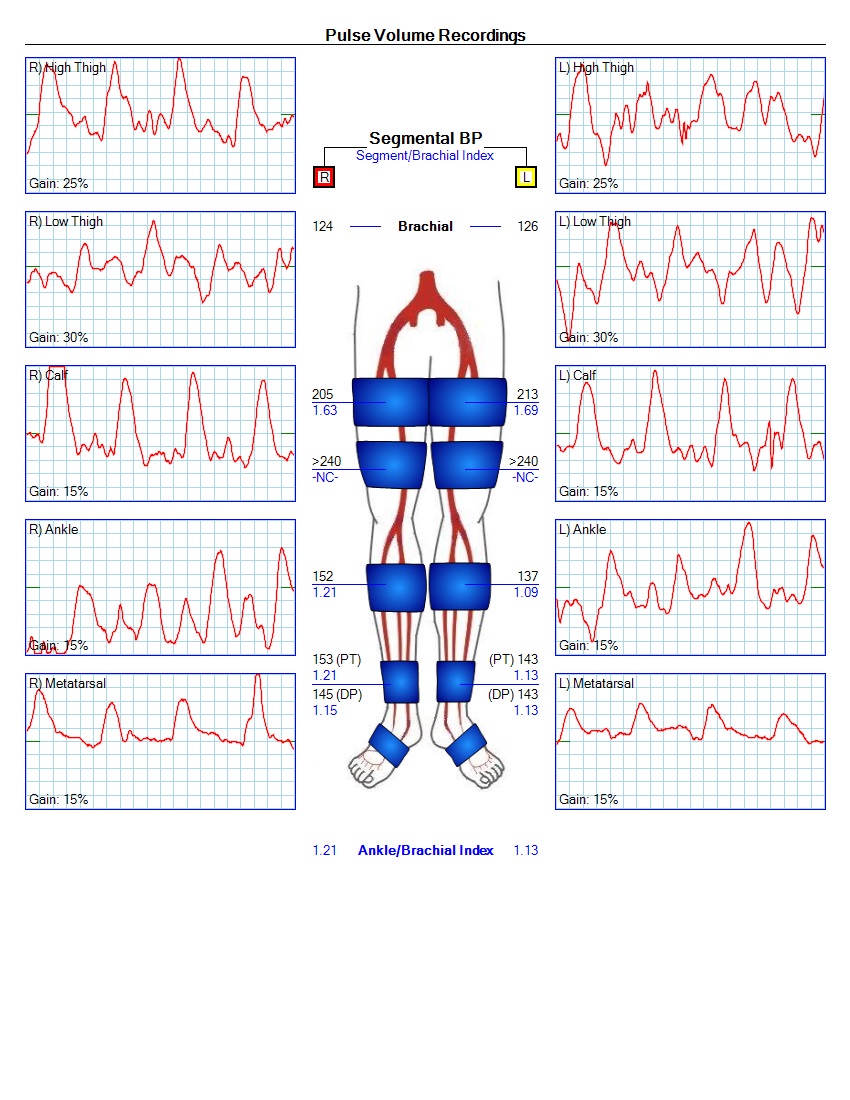 Pulse Volume Recordings
R) High Thigh
Gain: 25%
R) Low Thigh
Gain: 30%
R) Calf
Gain: 15%
R) Ankle
Gain: 15%
R) Metatarsal
Gain: 15%
Segmental BP
Segment/Brachial Index
R L
124 Brachial 126
205 213
1.63 1.69
>240 >240
-NC- -NC-
152 137
1.21 1.09
153 (PT) (PT) 143
1.21 1.13
145 (DP) (DP) 143
1.15 1.13
1.21 Ankle/Brachial Index 1.13
L) High Thigh
Gain: 25%
L) Low Thigh
Gain: 30%
L) Calf
Gain: 15%
L) Ankle
Gain: 15%
L) Metatarsal
Gain: 15%